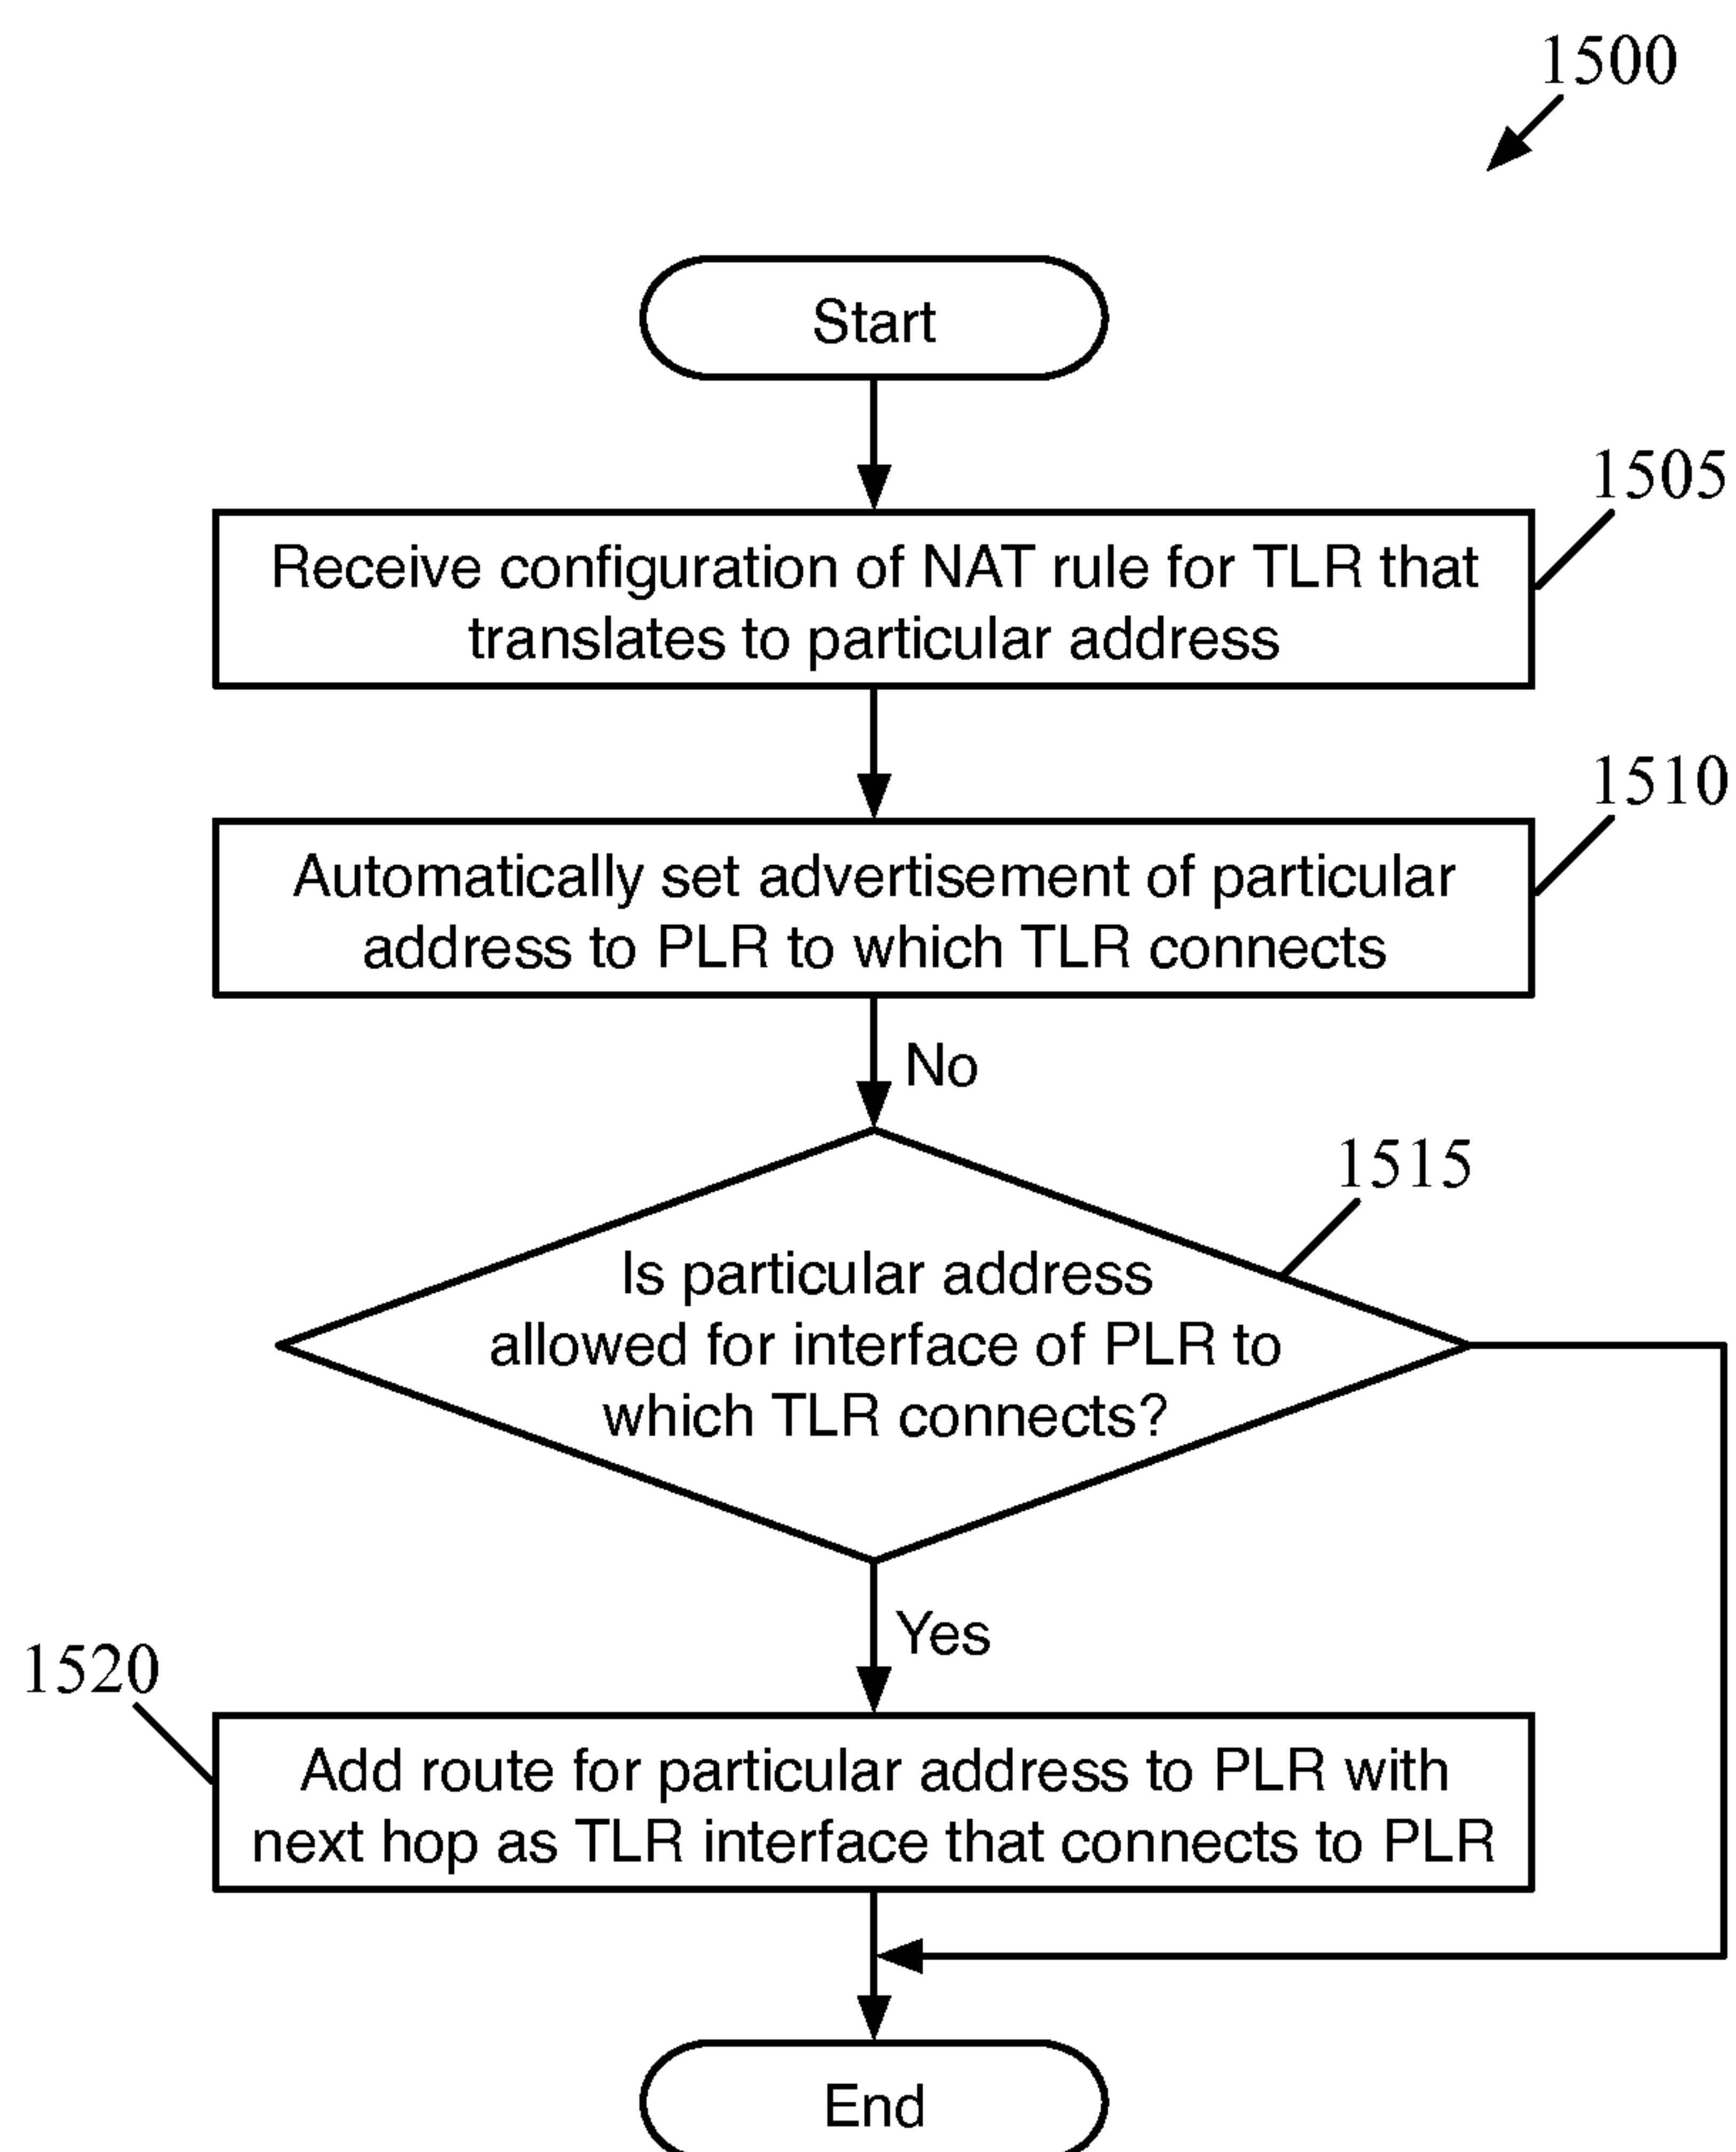 1500
Start
1505
Receive configuration of NAT rule for TLR that
translates to particular address
1510
Automatically set advertisement of particular
address to PLR to which TLR connects
No
1515
Is particular address
allowed for interface of PLR to
which TLR connects?
Yes
1520
Add route for particular address to PLR with
next hop as TLR interface that connects to PLR
End